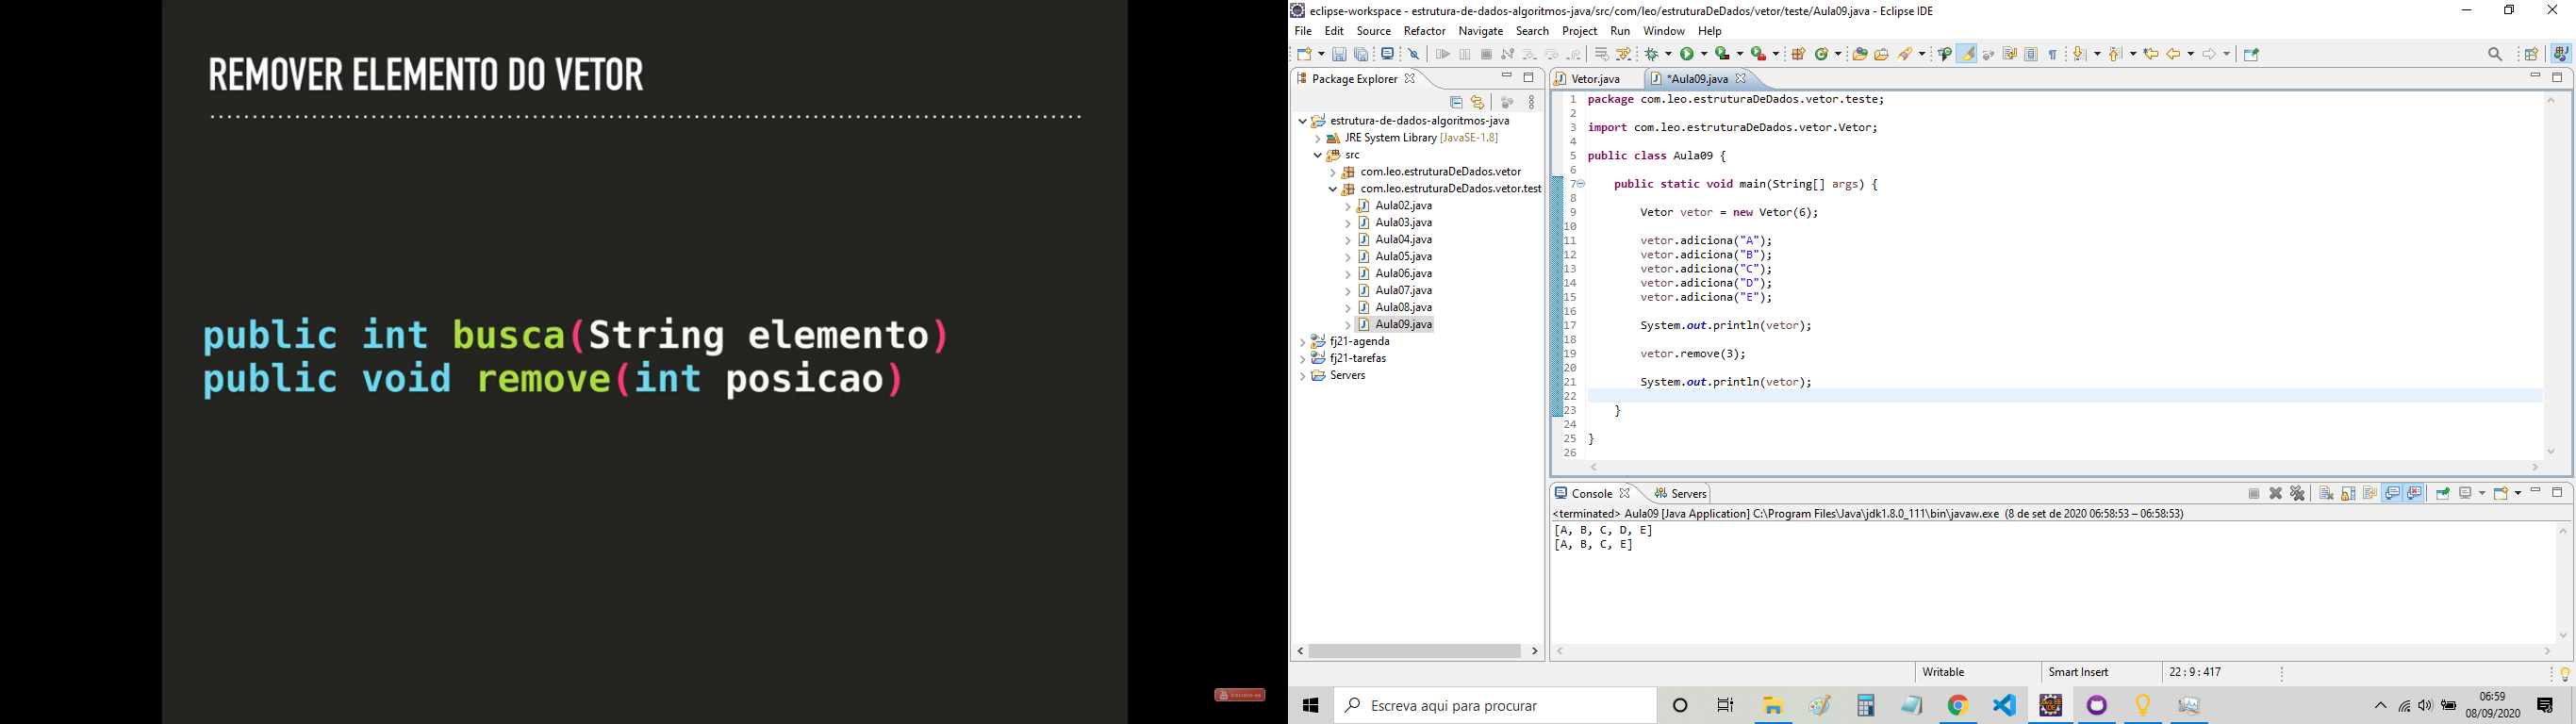 REMOVER ELEMENTO DO VETOR
public int busca(String elemento)
public void remove(int posicao)
eclipse-workspace - estrutura-de-dados-algoritmos-java/src/com/leo/estruturaDeDados/vetor/teste/Aula09.java - Eclipse IDE
File Edit Source Refactor Navigate Search Project Run Window Help
Package Explorer
estrutura-de-dados-algoritmos-java
JRE System Library [JavaSE-1.8]
src
com.leo.estruturaDeDados.vetor
com.leo.estruturaDeDados.vetor.test
Aula02.java
Aula03.java
Aula04.java
Aula05.java
Aula06.java
Aula07.java
Aula08.java
Aula09.java
fj21-agenda
fj21-tarefas
Servers
Vetor.java *Aula09.java
1 package com.leo.estruturaDeDados.vetor.teste;
2
3 import com.leo.estruturaDeDados.vetor.Vetor;
4
5 public class Aula09 {
6
7 public static void main(String[] args) {
8
9 Vetor vetor = new Vetor(6);
10
11 vetor.adiciona("A");
12 vetor.adiciona("B");
13 vetor.adiciona("C");
14 vetor.adiciona("D");
15 vetor.adiciona("E");
16
17 System.out.println(vetor);
18
19 vetor.remove(3);
20
21 System.out.println(vetor);
22
23 }
24
25 }
26
Console Servers
<terminated> Aula09 [Java Application] C:\Program Files\Java\jdk1.8.0_111\bin\javaw.exe (8 de set de 2020 06:58:53 – 06:58:53)
[A, B, C, D, E]
[A, B, C, E]
Writable Smart Insert 22 : 9 : 417
Escreva aqui para procurar
06:59
08/09/2020